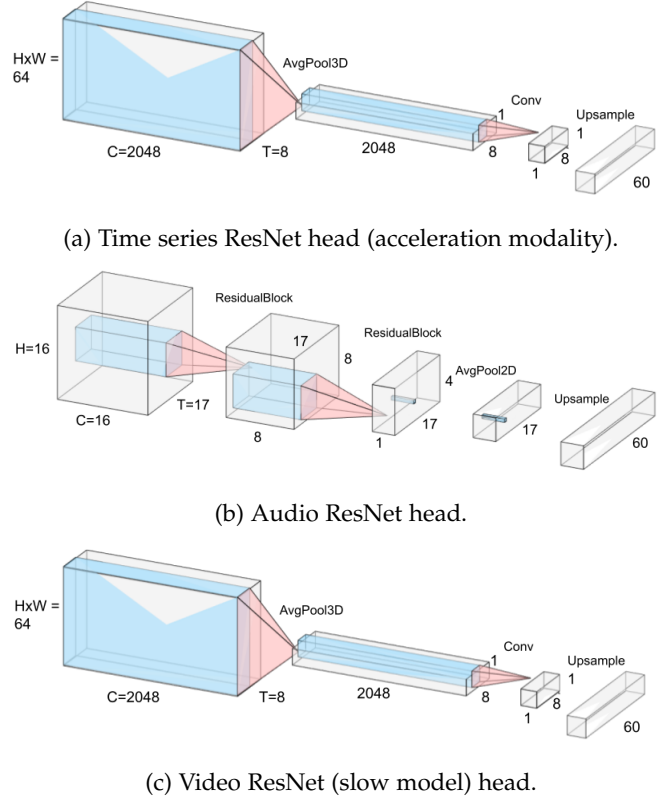 HxW =
64
AvgPool3D
C=2048
T=8
2048
1
8
Conv
1
8
1
Upsample
60
(a) Time series ResNet head (acceleration modality).
H=16
C=16
T=17
ResidualBlock
17
8
8
ResidualBlock
4
1
17
AvgPool2D
17
Upsample
60
(b) Audio ResNet head.
HxW =
64
AvgPool3D
C=2048
T=8
2048
1
8
Conv
1
8
1
Upsample
60
(c) Video ResNet (slow model) head.